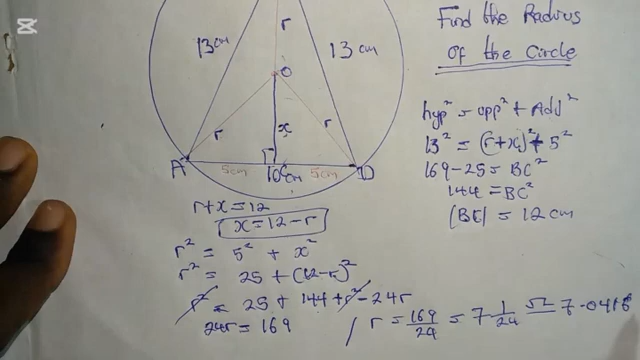 Find the Radius
Of the Circle
hyp² = opp² + Adj²
13² = (r+x)² + 5²
169-25 = BC²
144 = BC²
|BC| = 12 cm
13 cm
r
13 cm
O
r
x
r
A
5cm
5cm
D
10cm
r+x=12
x=12-r
r² = 5² + x²
r² = 25 + (12-r)²
r² = 25 + 144 + r² - 24r
24r = 169
r = 169/24 = 7 1/24 ≏ 7.0416